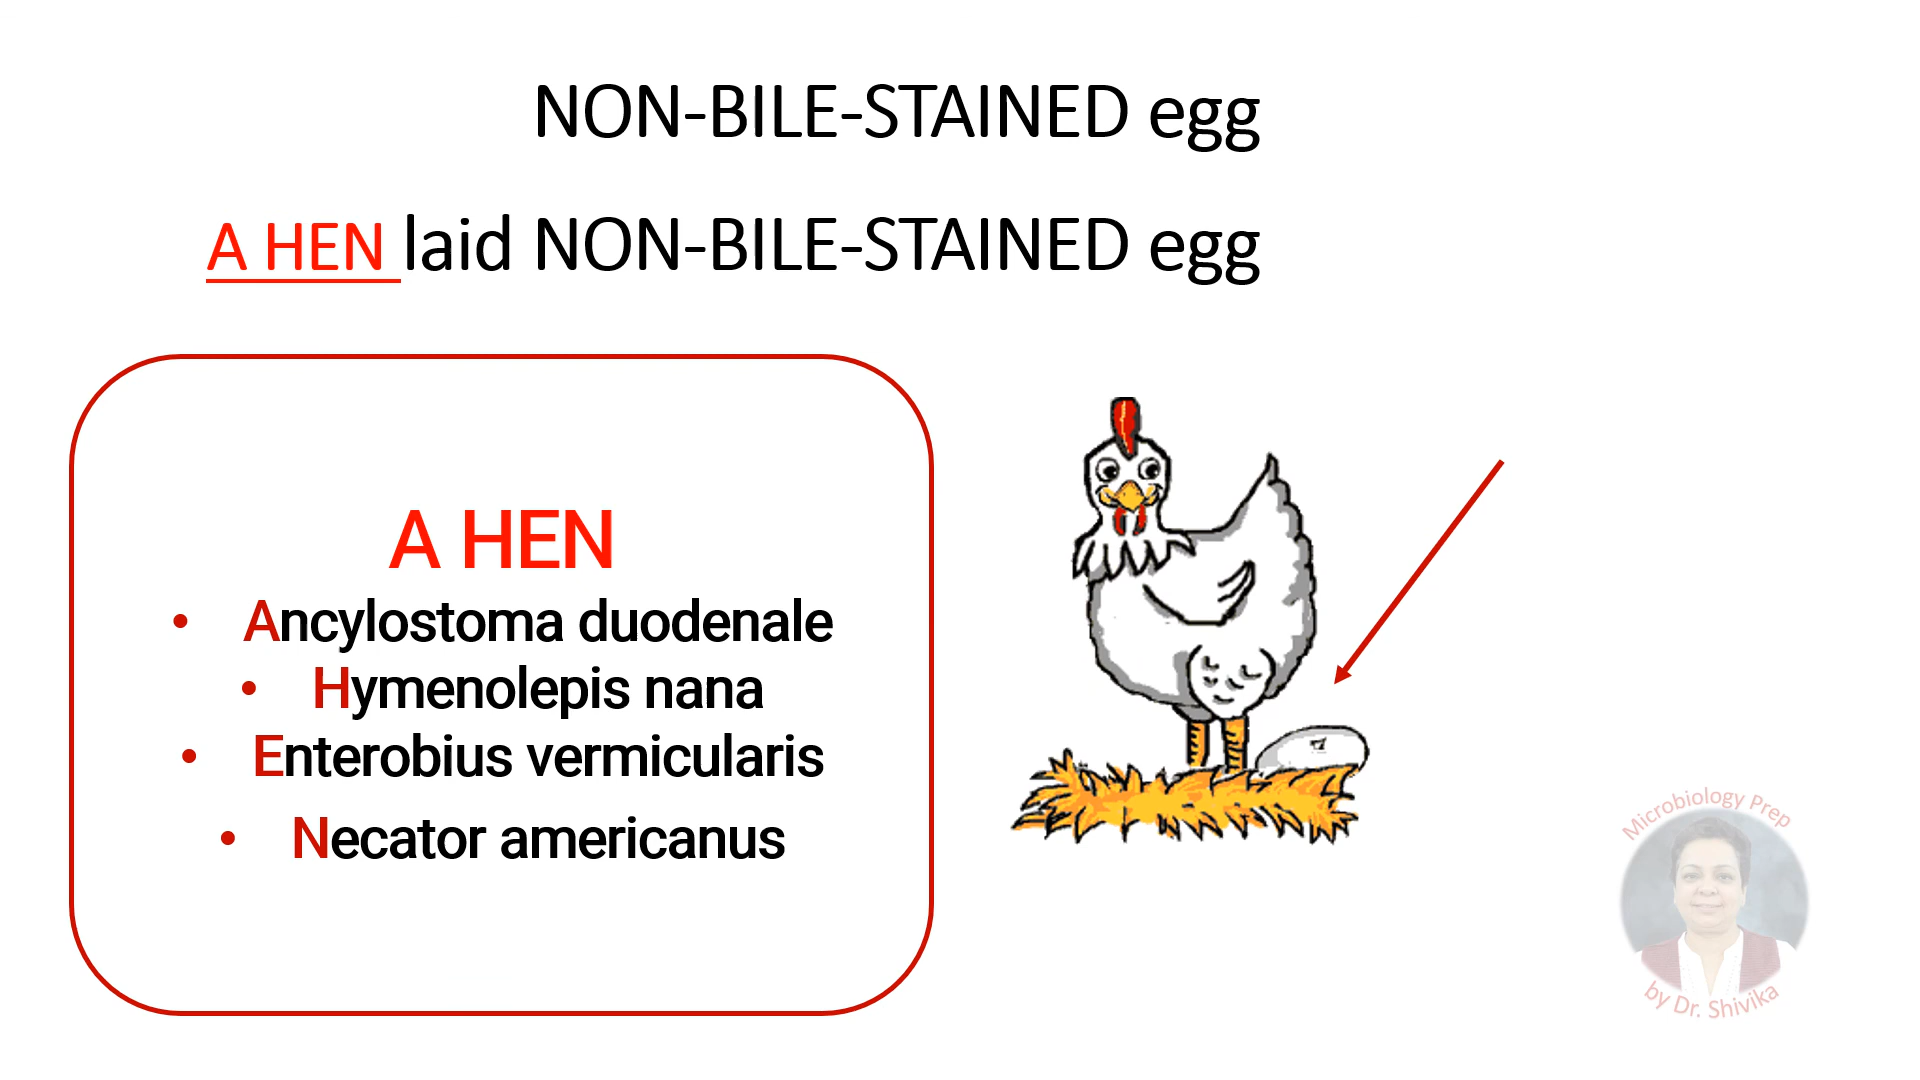 NON-BILE-STAINED egg
A HEN laid NON-BILE-STAINED egg
A HEN
• Ancylostoma duodenale
• Hymenolepis nana
• Enterobius vermicularis
• Necator americanus
Microbiology Prep
by Dr. Shivika